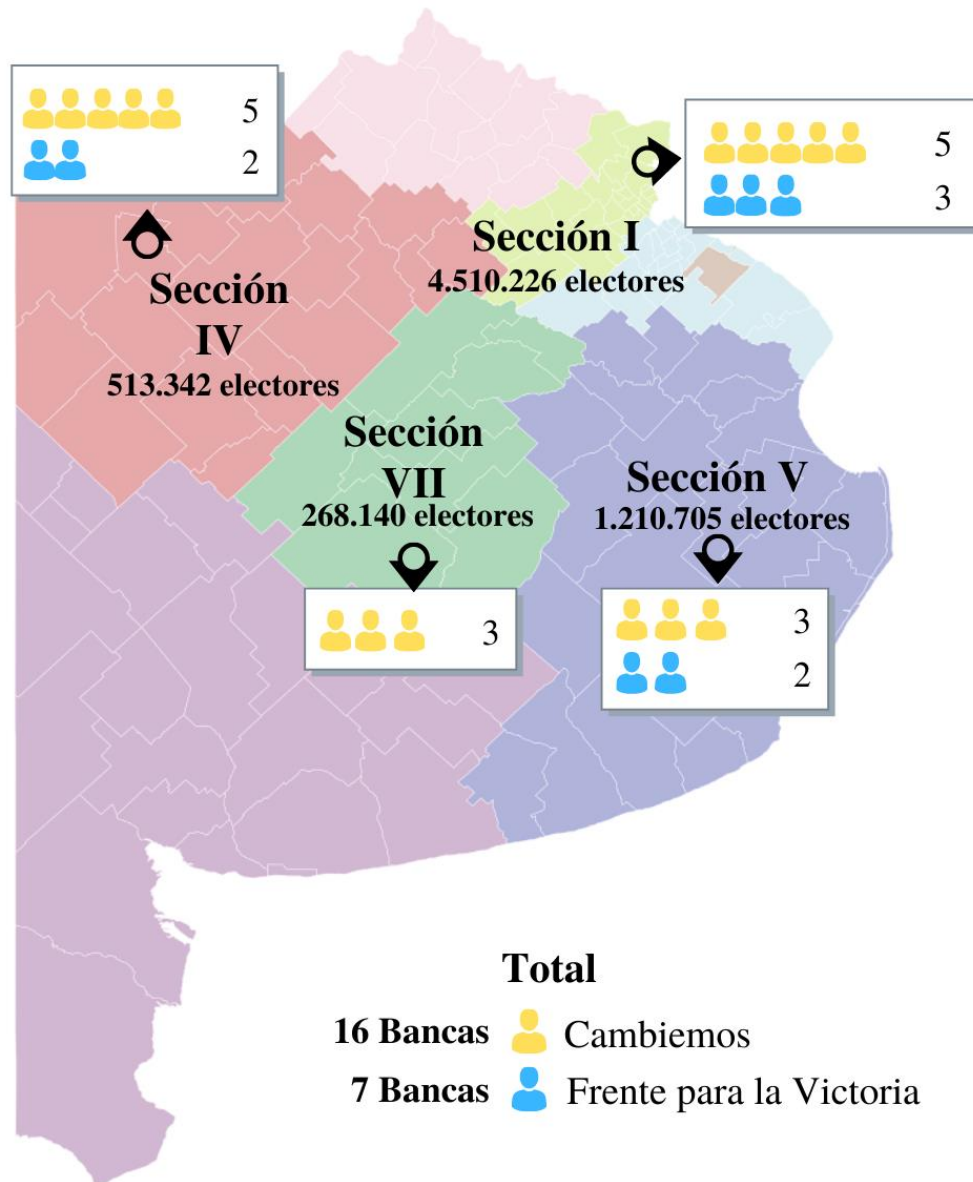 5
2
5
3
Sección I
4.510.226 electores
Sección
IV
513.342 electores
Sección
VII
268.140 electores
Sección V
1.210.705 electores
3
3
2
Total
16 Bancas Cambiemos
7 Bancas Frente para la Victoria